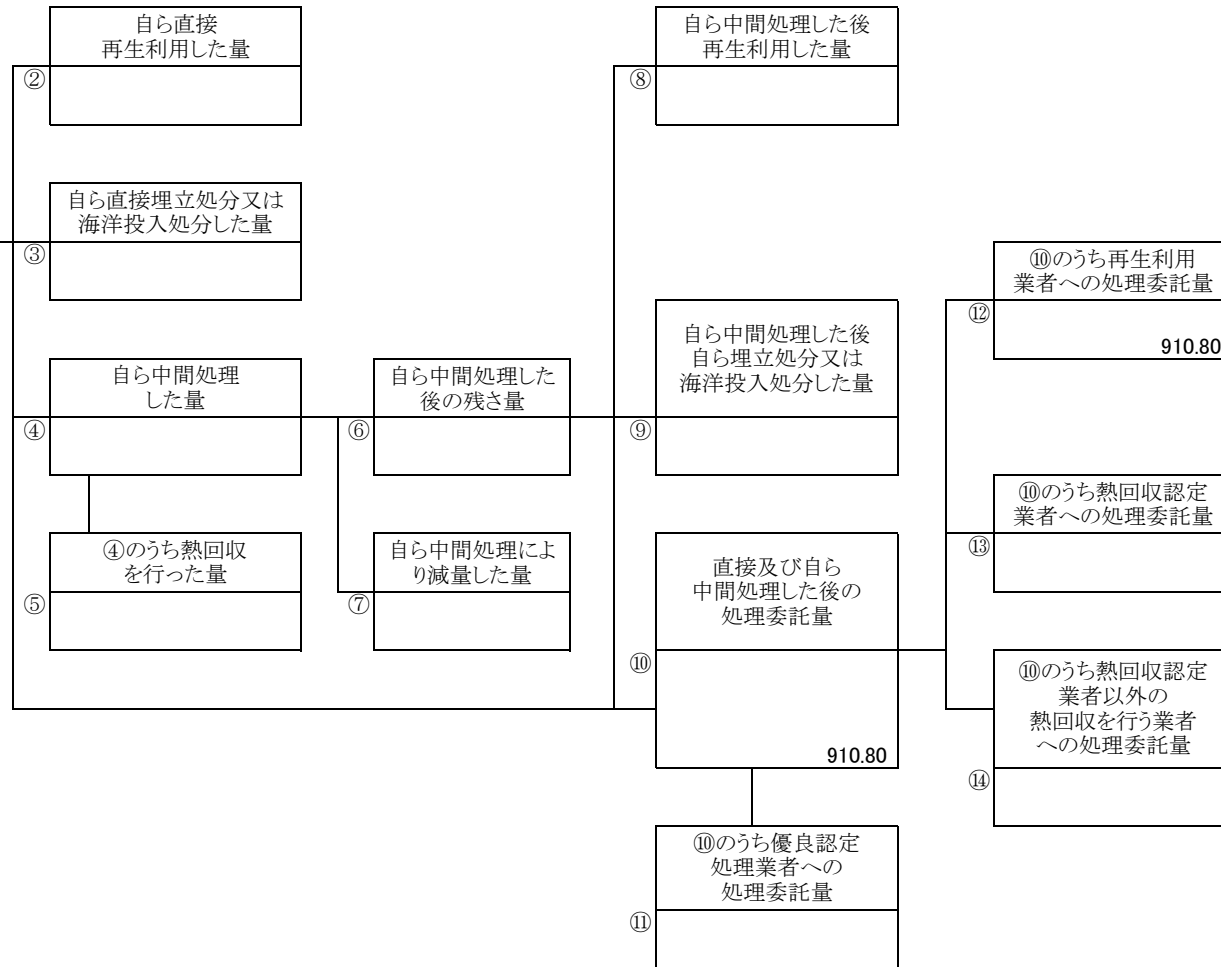 自ら直接
再生利用した量
②
自ら直接埋立処分又は
海洋投入処分した量
③
自ら中間処理
した量
④
④のうち熱回収
を行った量
⑤
自ら中間処理した
後の残さ量
⑥
自ら中間処理によ
り減量した量
⑦
自ら中間処理した後
再生利用した量
⑧
自ら中間処理した後
自ら埋立処分又は
海洋投入処分した量
⑨
直接及び自ら
中間処理した後の
処理委託量
⑩
910.80
⑩のうち優良認定
処理業者への
処理委託量
⑪
⑩のうち再生利用
業者への処理委託量
⑫
910.80
⑩のうち熱回収認定
業者への処理委託量
⑬
⑩のうち熱回収認定
業者以外の
熱回収を行う業者
への処理委託量
⑭